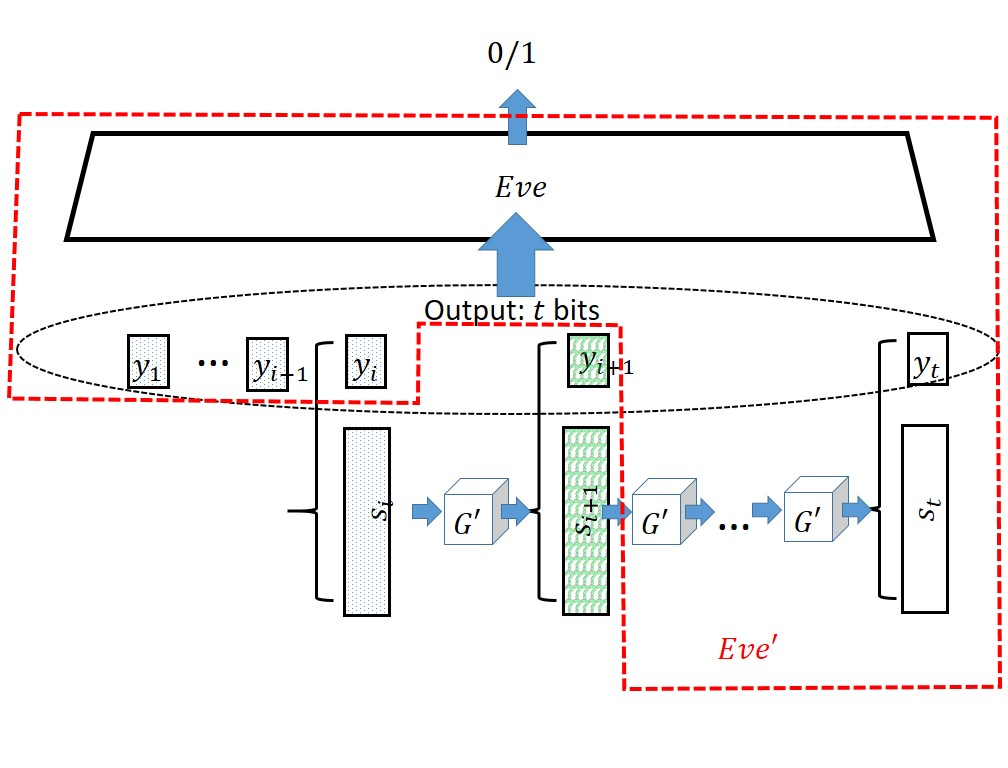 0/1
Eve
Output: t bits
y₁ ... yᵢ₋₁ yᵢ yᵢ₊₁ yₜ
sᵢ G′ sᵢ₊₁ G′ ... G′ sₜ
Eve′